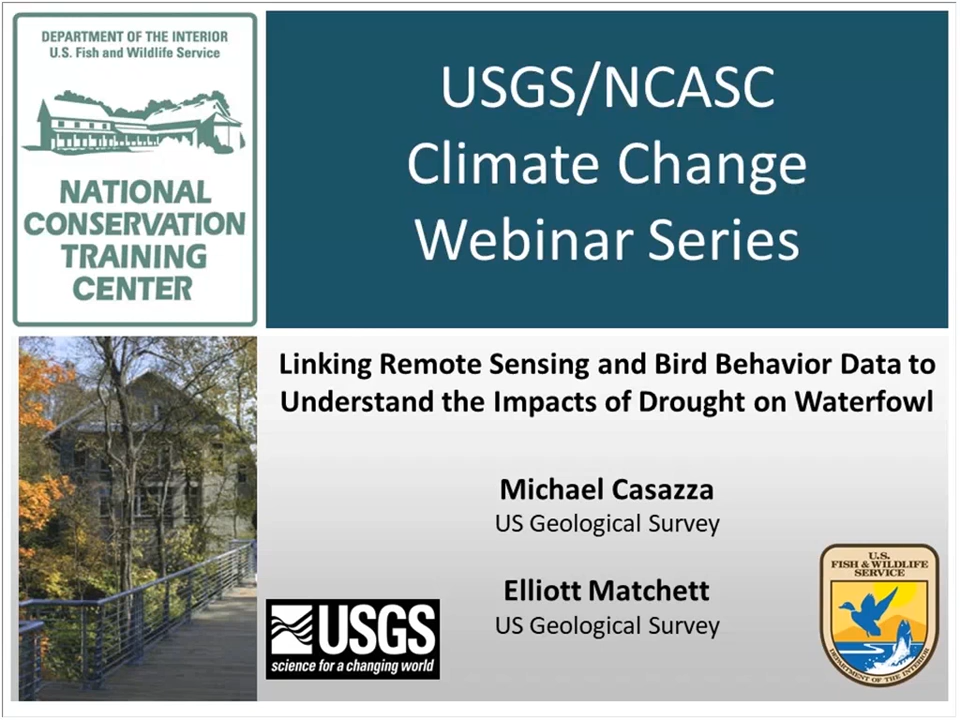 DEPARTMENT OF THE INTERIOR
U.S. Fish and Wildlife Service
NATIONAL
CONSERVATION
TRAINING
CENTER
USGS/NCASC
Climate Change
Webinar Series
Linking Remote Sensing and Bird Behavior Data to
Understand the Impacts of Drought on Waterfowl
Michael Casazza
US Geological Survey
Elliott Matchett
US Geological Survey
USGS
science for a changing world
U.S.
FISH & WILDLIFE
SERVICE
DEPARTMENT OF THE INTERIOR